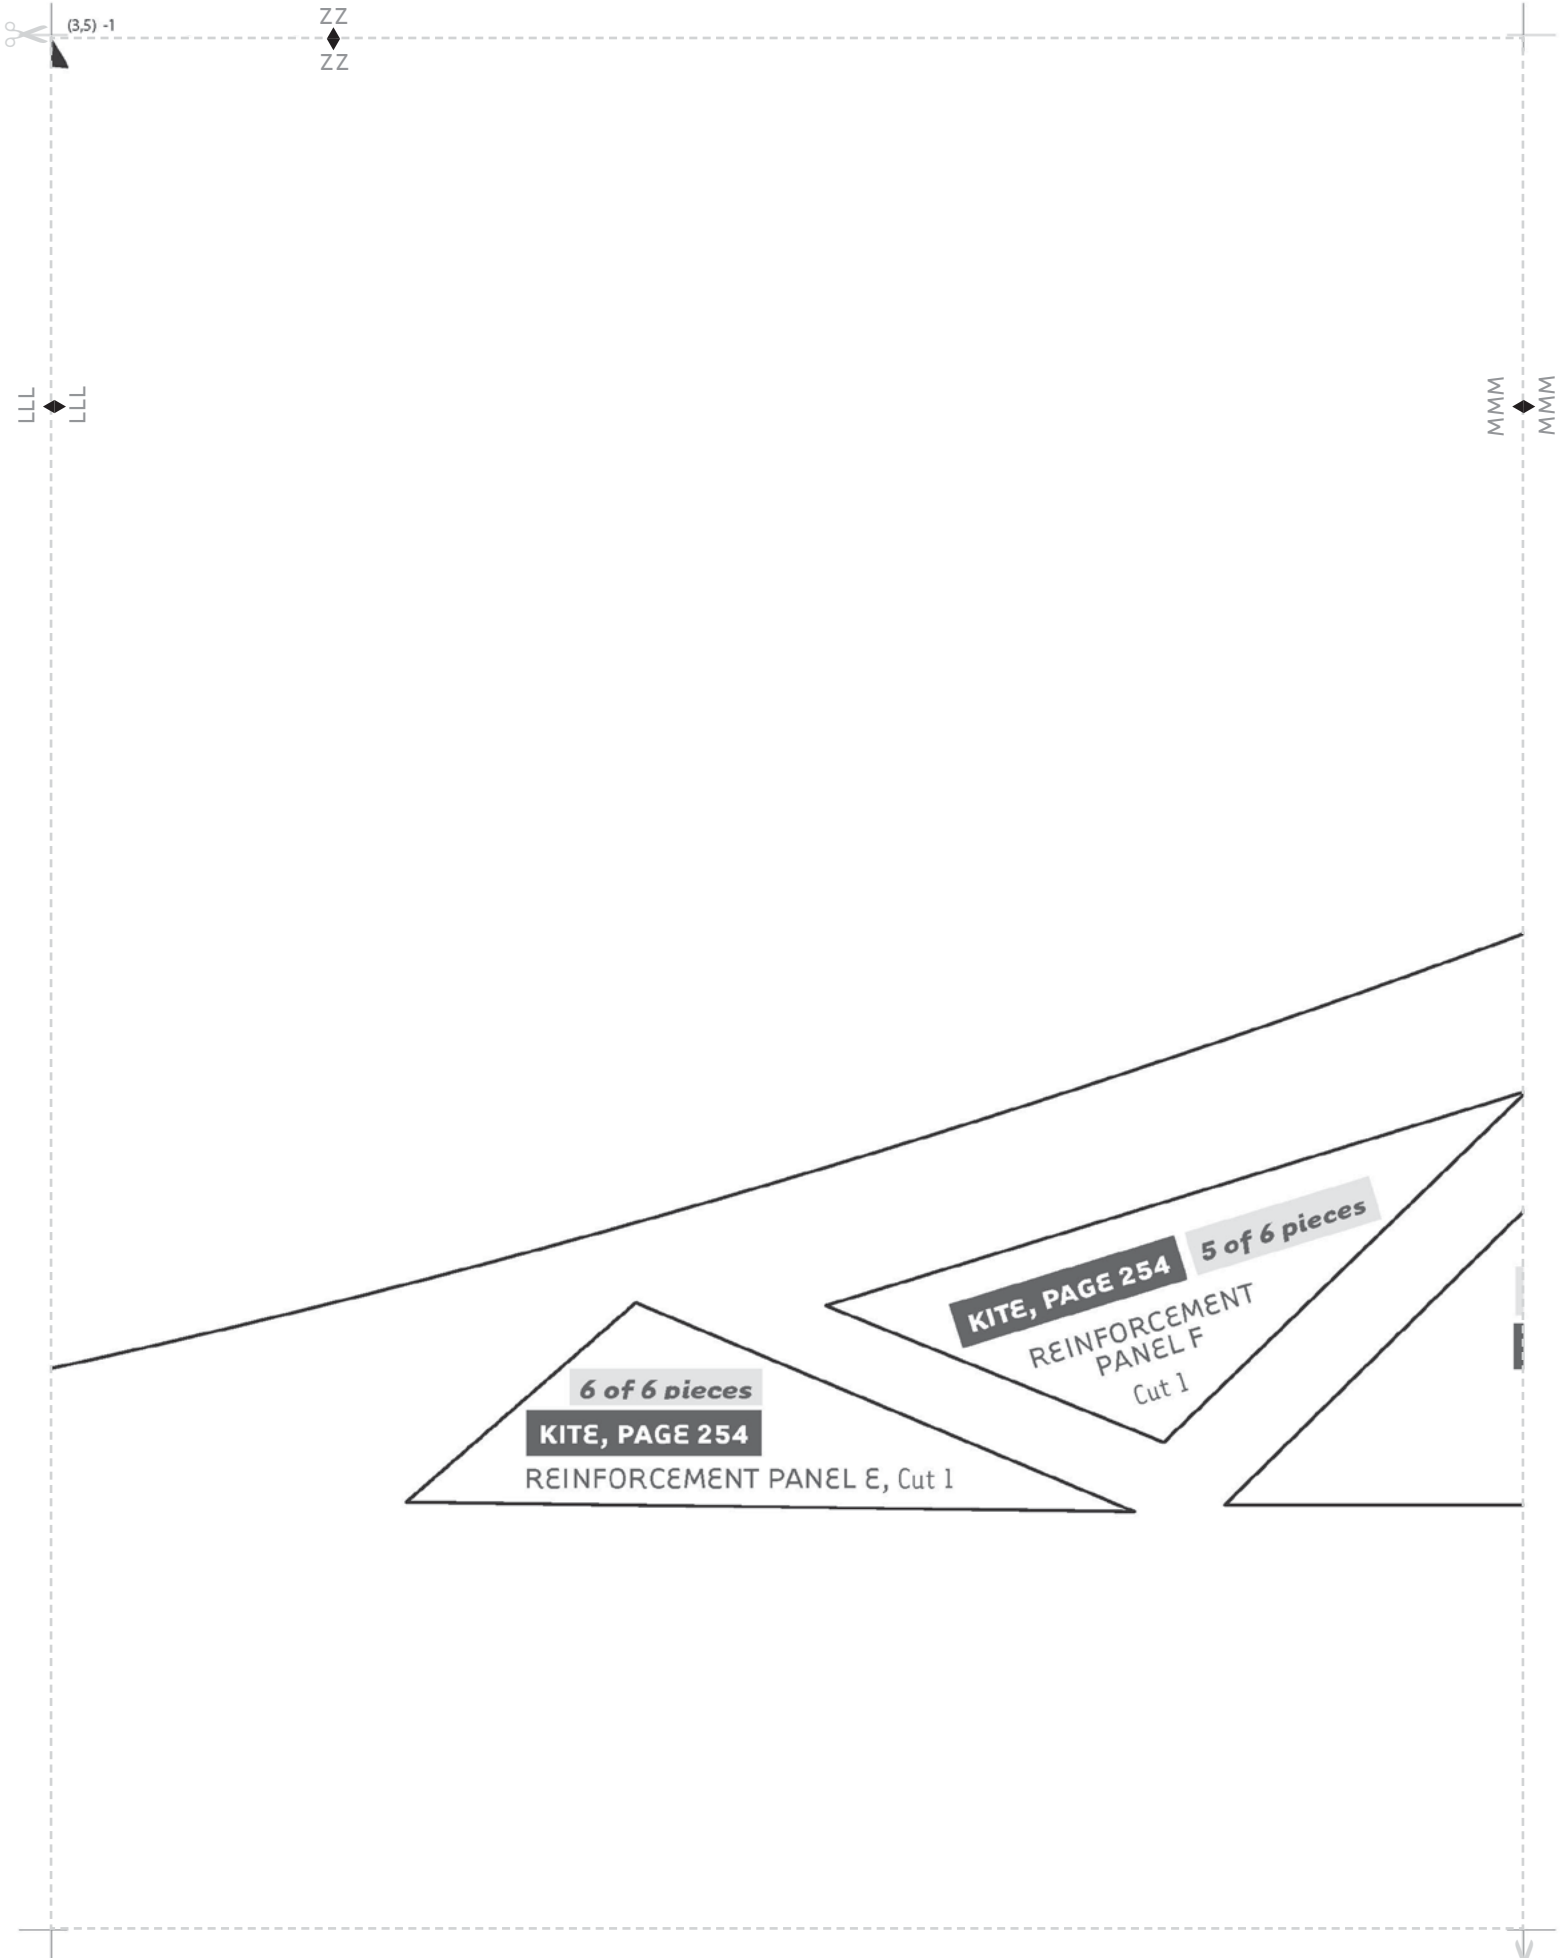 (3,5) -1
ZZ
ZZ
LLL
LLL
MMM
MMM
5 of 6 pieces
KITE, PAGE 254
REINFORCEMENT
PANEL F
Cut 1
6 of 6 pieces
KITE, PAGE 254
REINFORCEMENT PANEL E, Cut 1